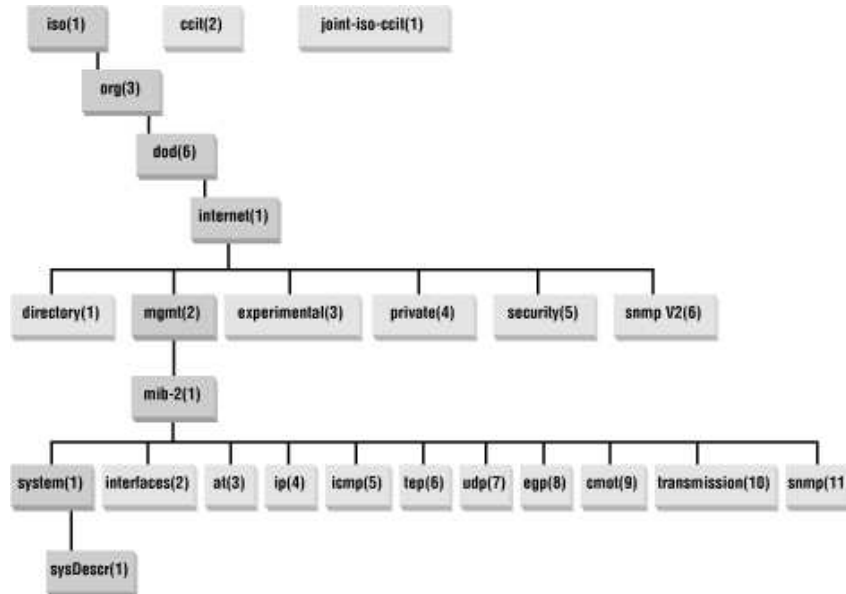 iso(1) ccit(2) joint-iso-ccit(1)
org(3)
dod(6)
internet(1)
directory(1) mgmt(2) experimental(3) private(4) security(5) snmp V2(6)
mib-2(1)
system(1) interfaces(2) at(3) ip(4) icmp(5) tep(6) udp(7) egp(8) cmot(9) transmission(10) snmp(11
sysDescr(1)